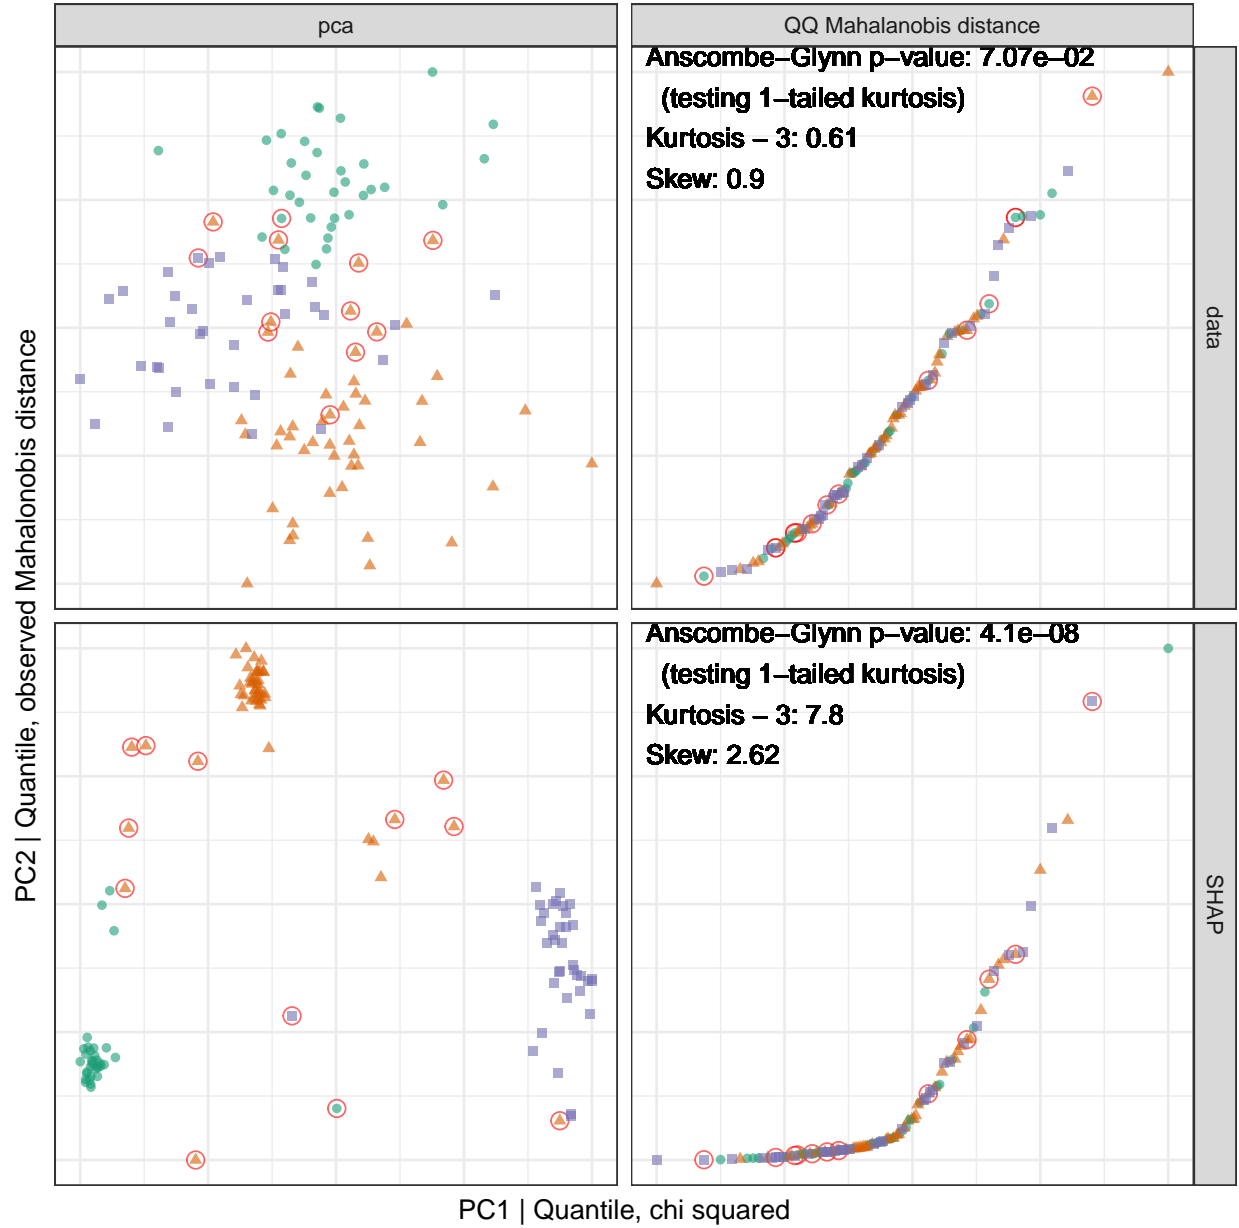 pca
QQ Mahalanobis distance
Anscombe−Glynn p−value: 7.07e−02
(testing 1−tailed kurtosis)
Kurtosis − 3: 0.61
Skew: 0.9
data
Anscombe−Glynn p−value: 4.1e−08
(testing 1−tailed kurtosis)
Kurtosis − 3: 7.8
Skew: 2.62
SHAP
PC2 | Quantile, observed Mahalonobis distance
PC1 | Quantile, chi squared